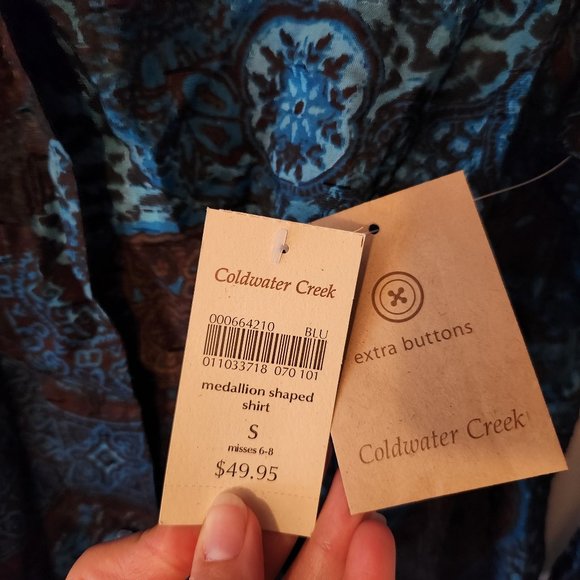 Coldwater Creek
000664210 BLU
011033718 070 101
medallion shaped
shirt
S
misses 6-8
$49.95
extra buttons
Coldwater Creek